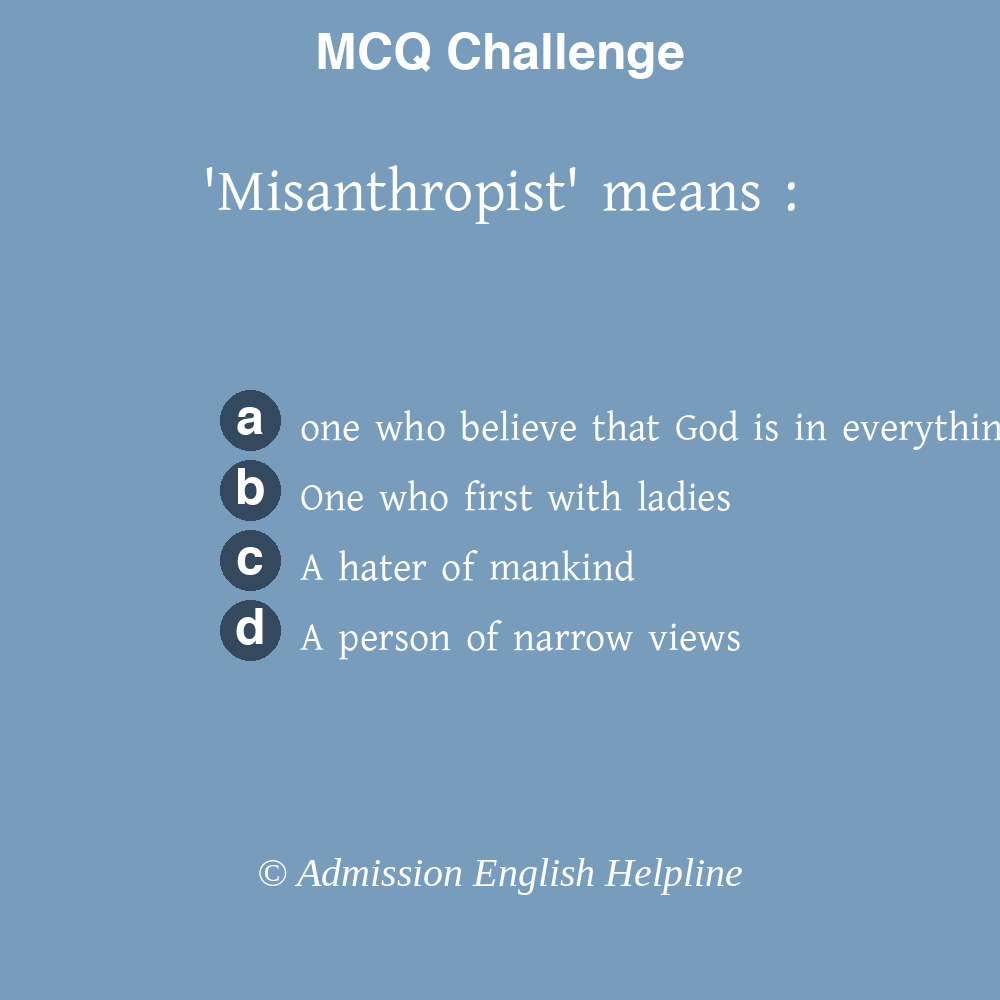 MCQ Challenge
'Misanthropist' means :
a one who believe that God is in everythin
b One who first with ladies
c A hater of mankind
d A person of narrow views
© Admission English Helpline